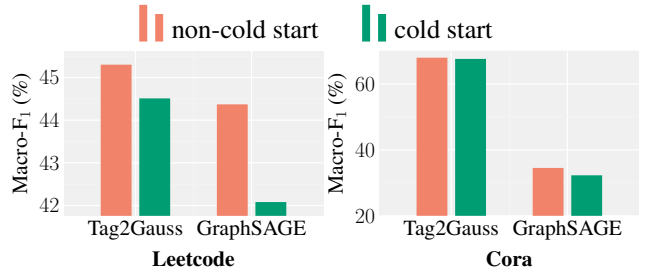 non-cold start cold start
Macro-F₁ (%)
45
44
43
42
Tag2Gauss GraphSAGE
Leetcode
Macro-F₁ (%)
60
40
20
Tag2Gauss GraphSAGE
Cora